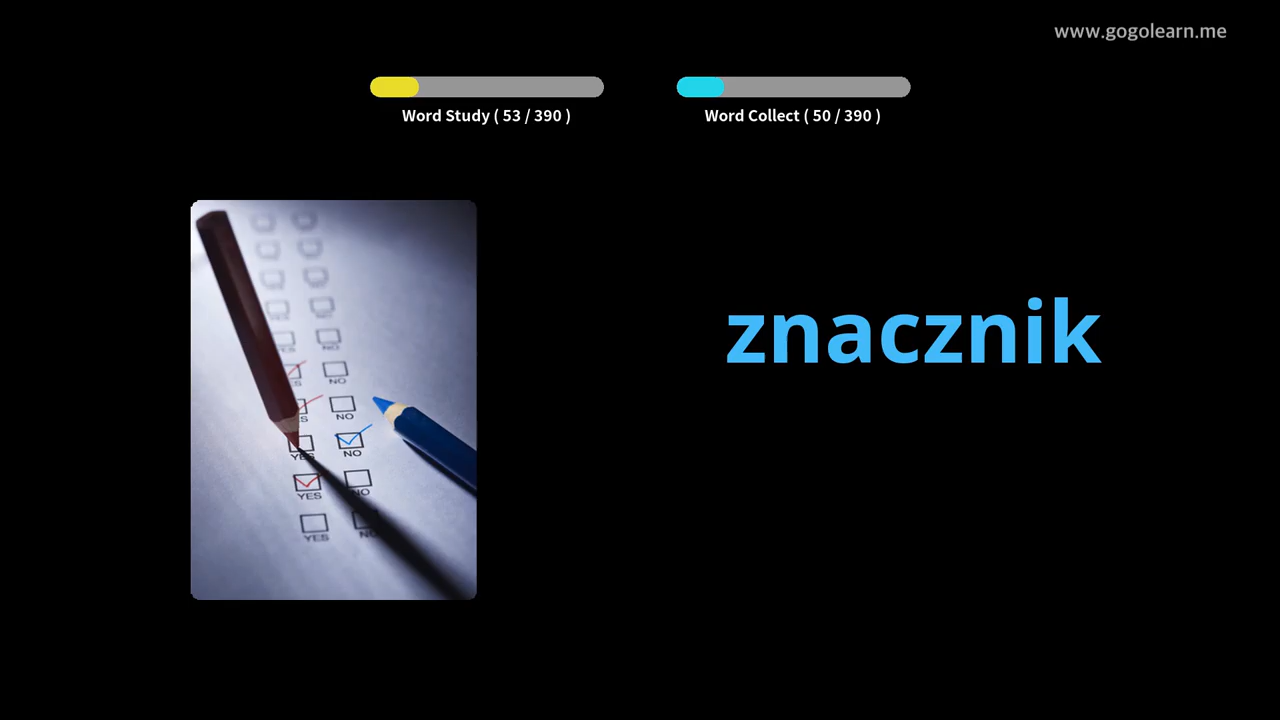 www.gogolearn.me
Word Study ( 53 / 390 )
Word Collect ( 50 / 390 )
znacznik
NO
NO
NO
YES
NO
YES
NO
YES